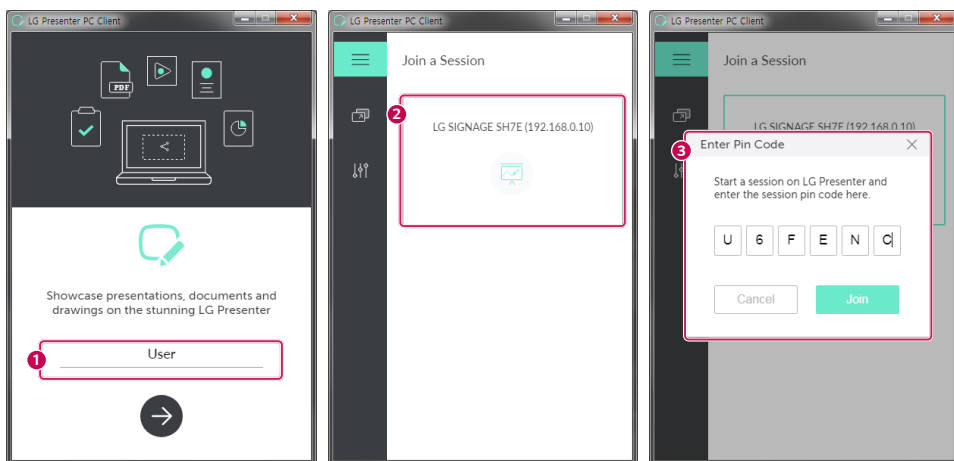 LG Presenter PC Client
PDF
Showcase presentations, documents and
drawings on the stunning LG Presenter
1
User
LG Presenter PC Client
Join a Session
2
LG SIGNAGE SH7E (192.168.0.10)
LG Presenter PC Client
Join a Session
LG SIGNAGE SH7E (192.168.0.10)
3
Enter Pin Code
Start a session on LG Presenter and
enter the session pin code here.
U 6 F E N C
Cancel Join